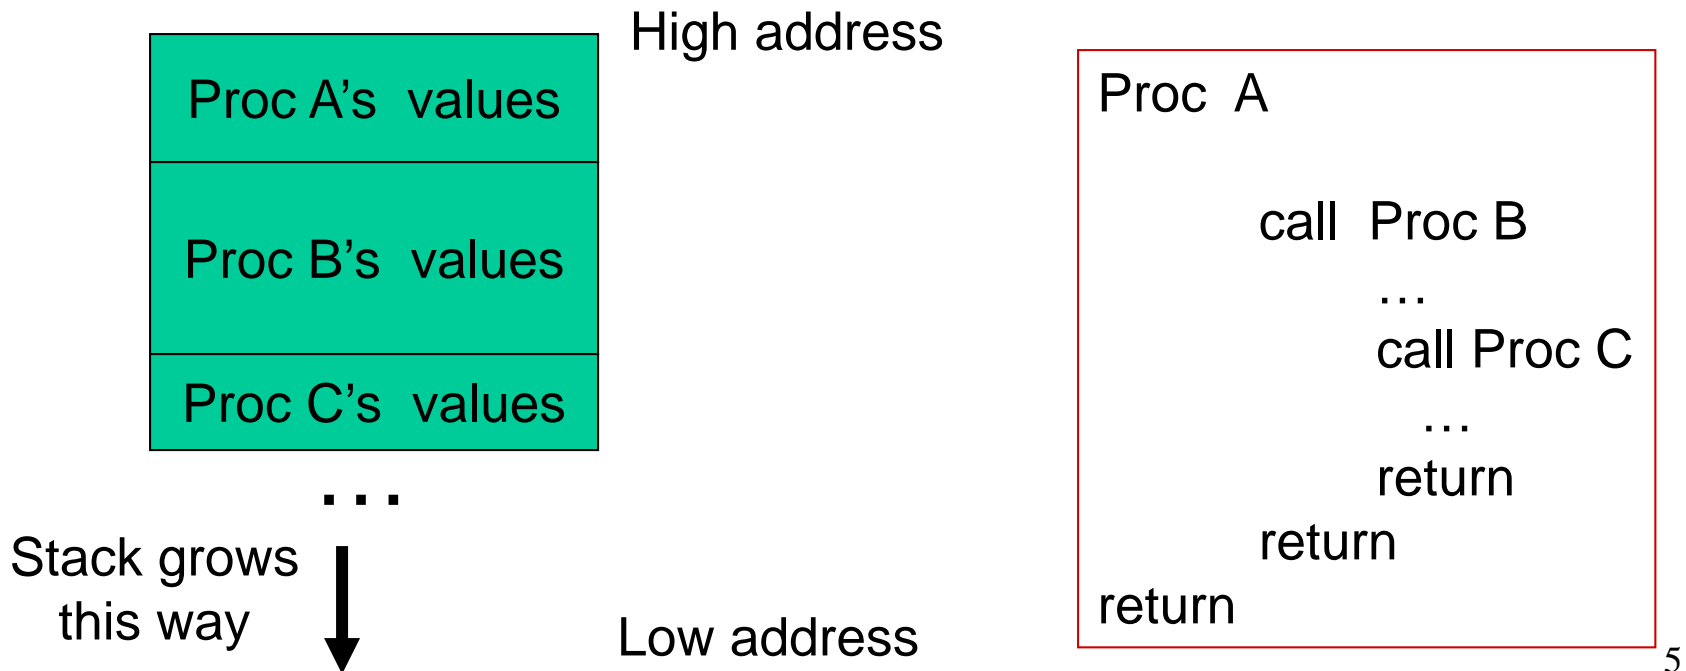 High address
Proc A's values
Proc B's values
Proc C's values
...
Stack grows
this way
Low address
Proc A
call Proc B
...
call Proc C
...
return
return
return
5